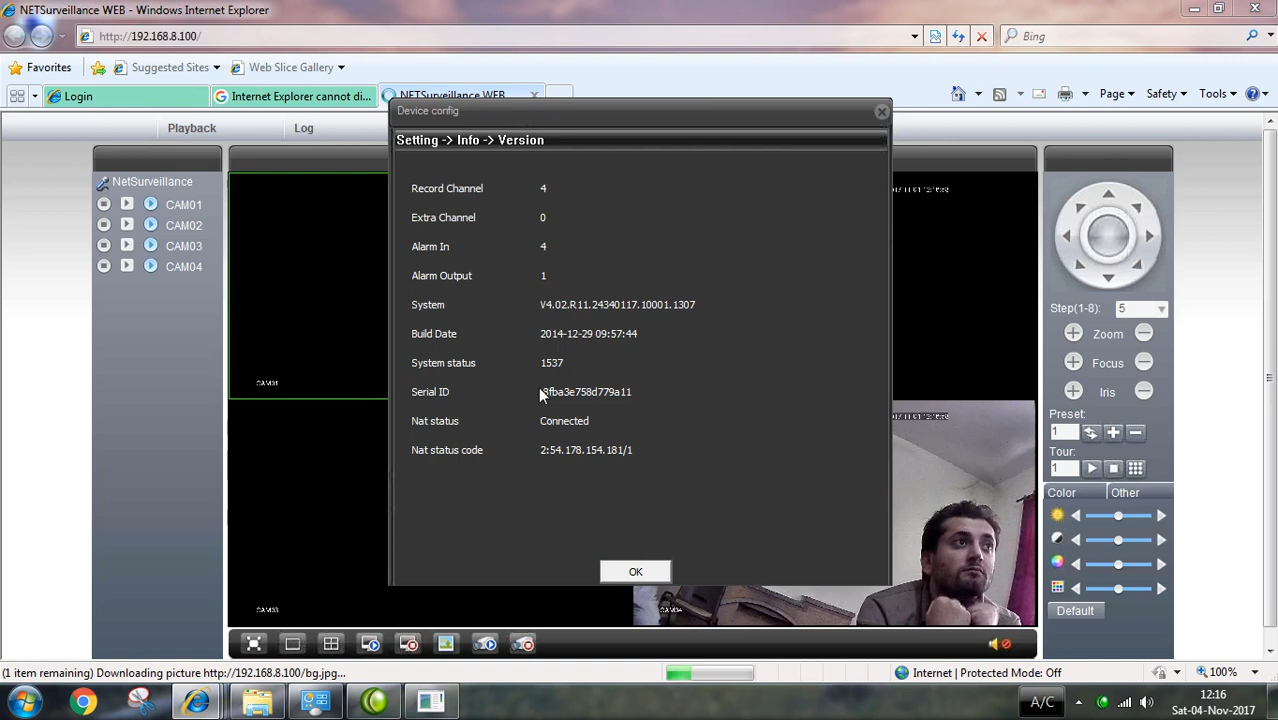 NETSurveillance WEB - Windows Internet Explorer
http://192.168.8.100/
Bing
Favorites
Suggested Sites
Web Slice Gallery
Login
Internet Explorer cannot di...
NETSurveillance WEB
Page
Safety
Tools
Playback
Log
Device config
Setting -> Info -> Version
NetSurveillance
CAM01
CAM02
CAM03
CAM04
Record Channel 4
Extra Channel 0
Alarm In 4
Alarm Output 1
System V4.02.R11.24340117.10001.1307
Build Date 2014-12-29 09:57:44
System status 1537
Serial ID 8fba3e758d779a11
Nat status Connected
Nat status code 2:54.178.154.181/1
OK
CAM01
CAM03
CAM04
Step(1-8): 5
Zoom
Focus
Iris
Preset:
1
Tour:
1
Color
Other
Default
(1 item remaining) Downloading picture http://192.168.8.100/bg.jpg...
Internet | Protected Mode: Off
100%
A/C
12:16
Sat-04-Nov-2017